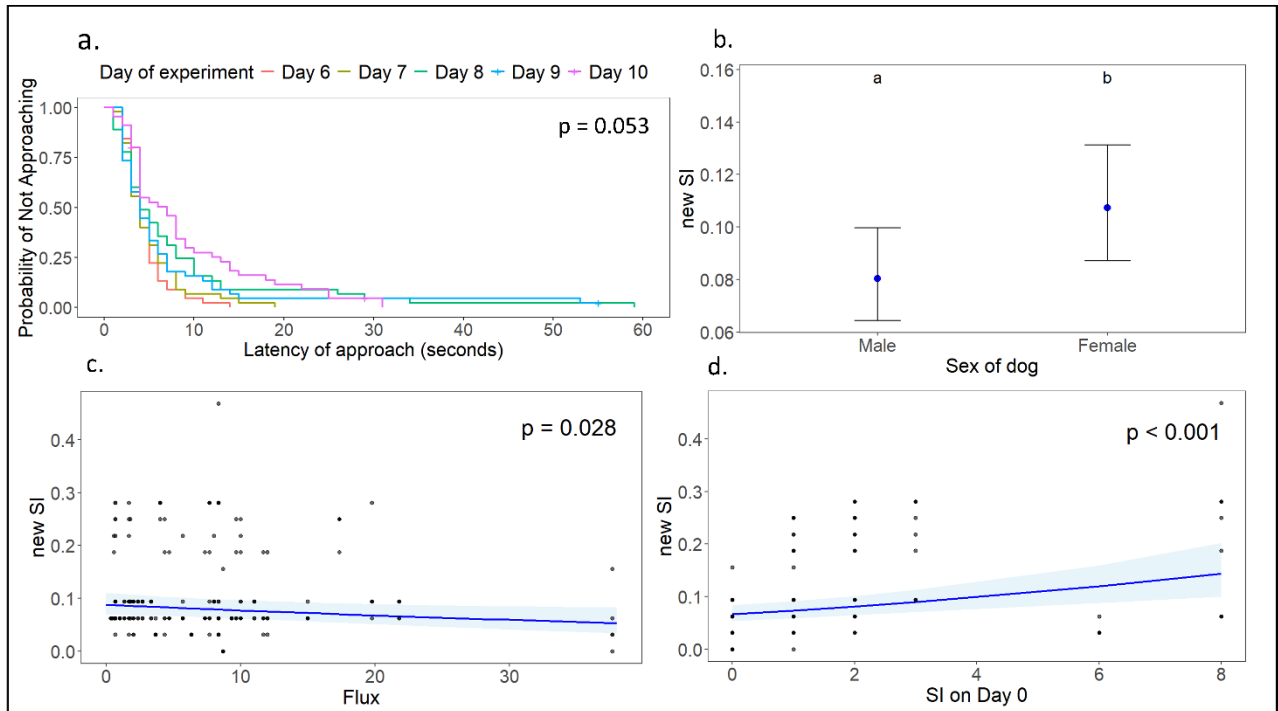 a.
Day of experiment Day 6 Day 7 Day 8 Day 9 Day 10
Probability of Not Approaching
1.00
0.75
0.50
0.25
0.00
p = 0.053
0 10 20 30 40 50 60
Latency of approach (seconds)
b.
new SI
0.16
0.14
0.12
0.10
0.08
0.06
a b
Male Female
Sex of dog
c.
new SI
0.4
0.3
0.2
0.1
0.0
p = 0.028
0 10 20 30
Flux
d.
new SI
0.4
0.3
0.2
0.1
0.0
p < 0.001
0 2 4 6 8
SI on Day 0